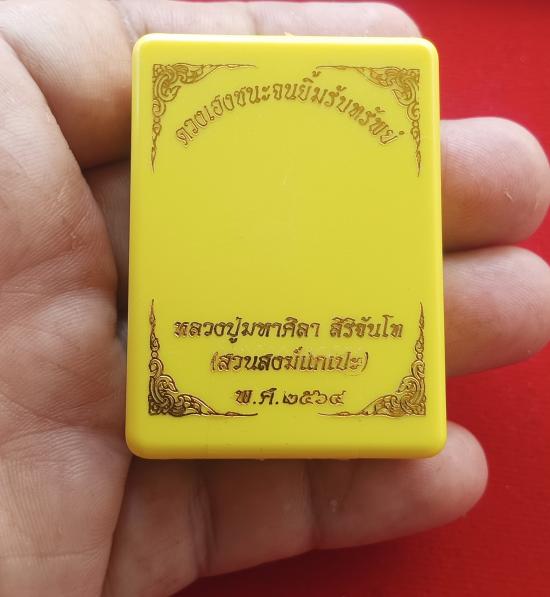 ดวงเฮงชนะจนยิ้มรับทรัพย์
หลวงปู่มหาศิลา สิริจันโท
(สวนสงฆ์แกเปะ)
พ.ศ.๒๕๖๔